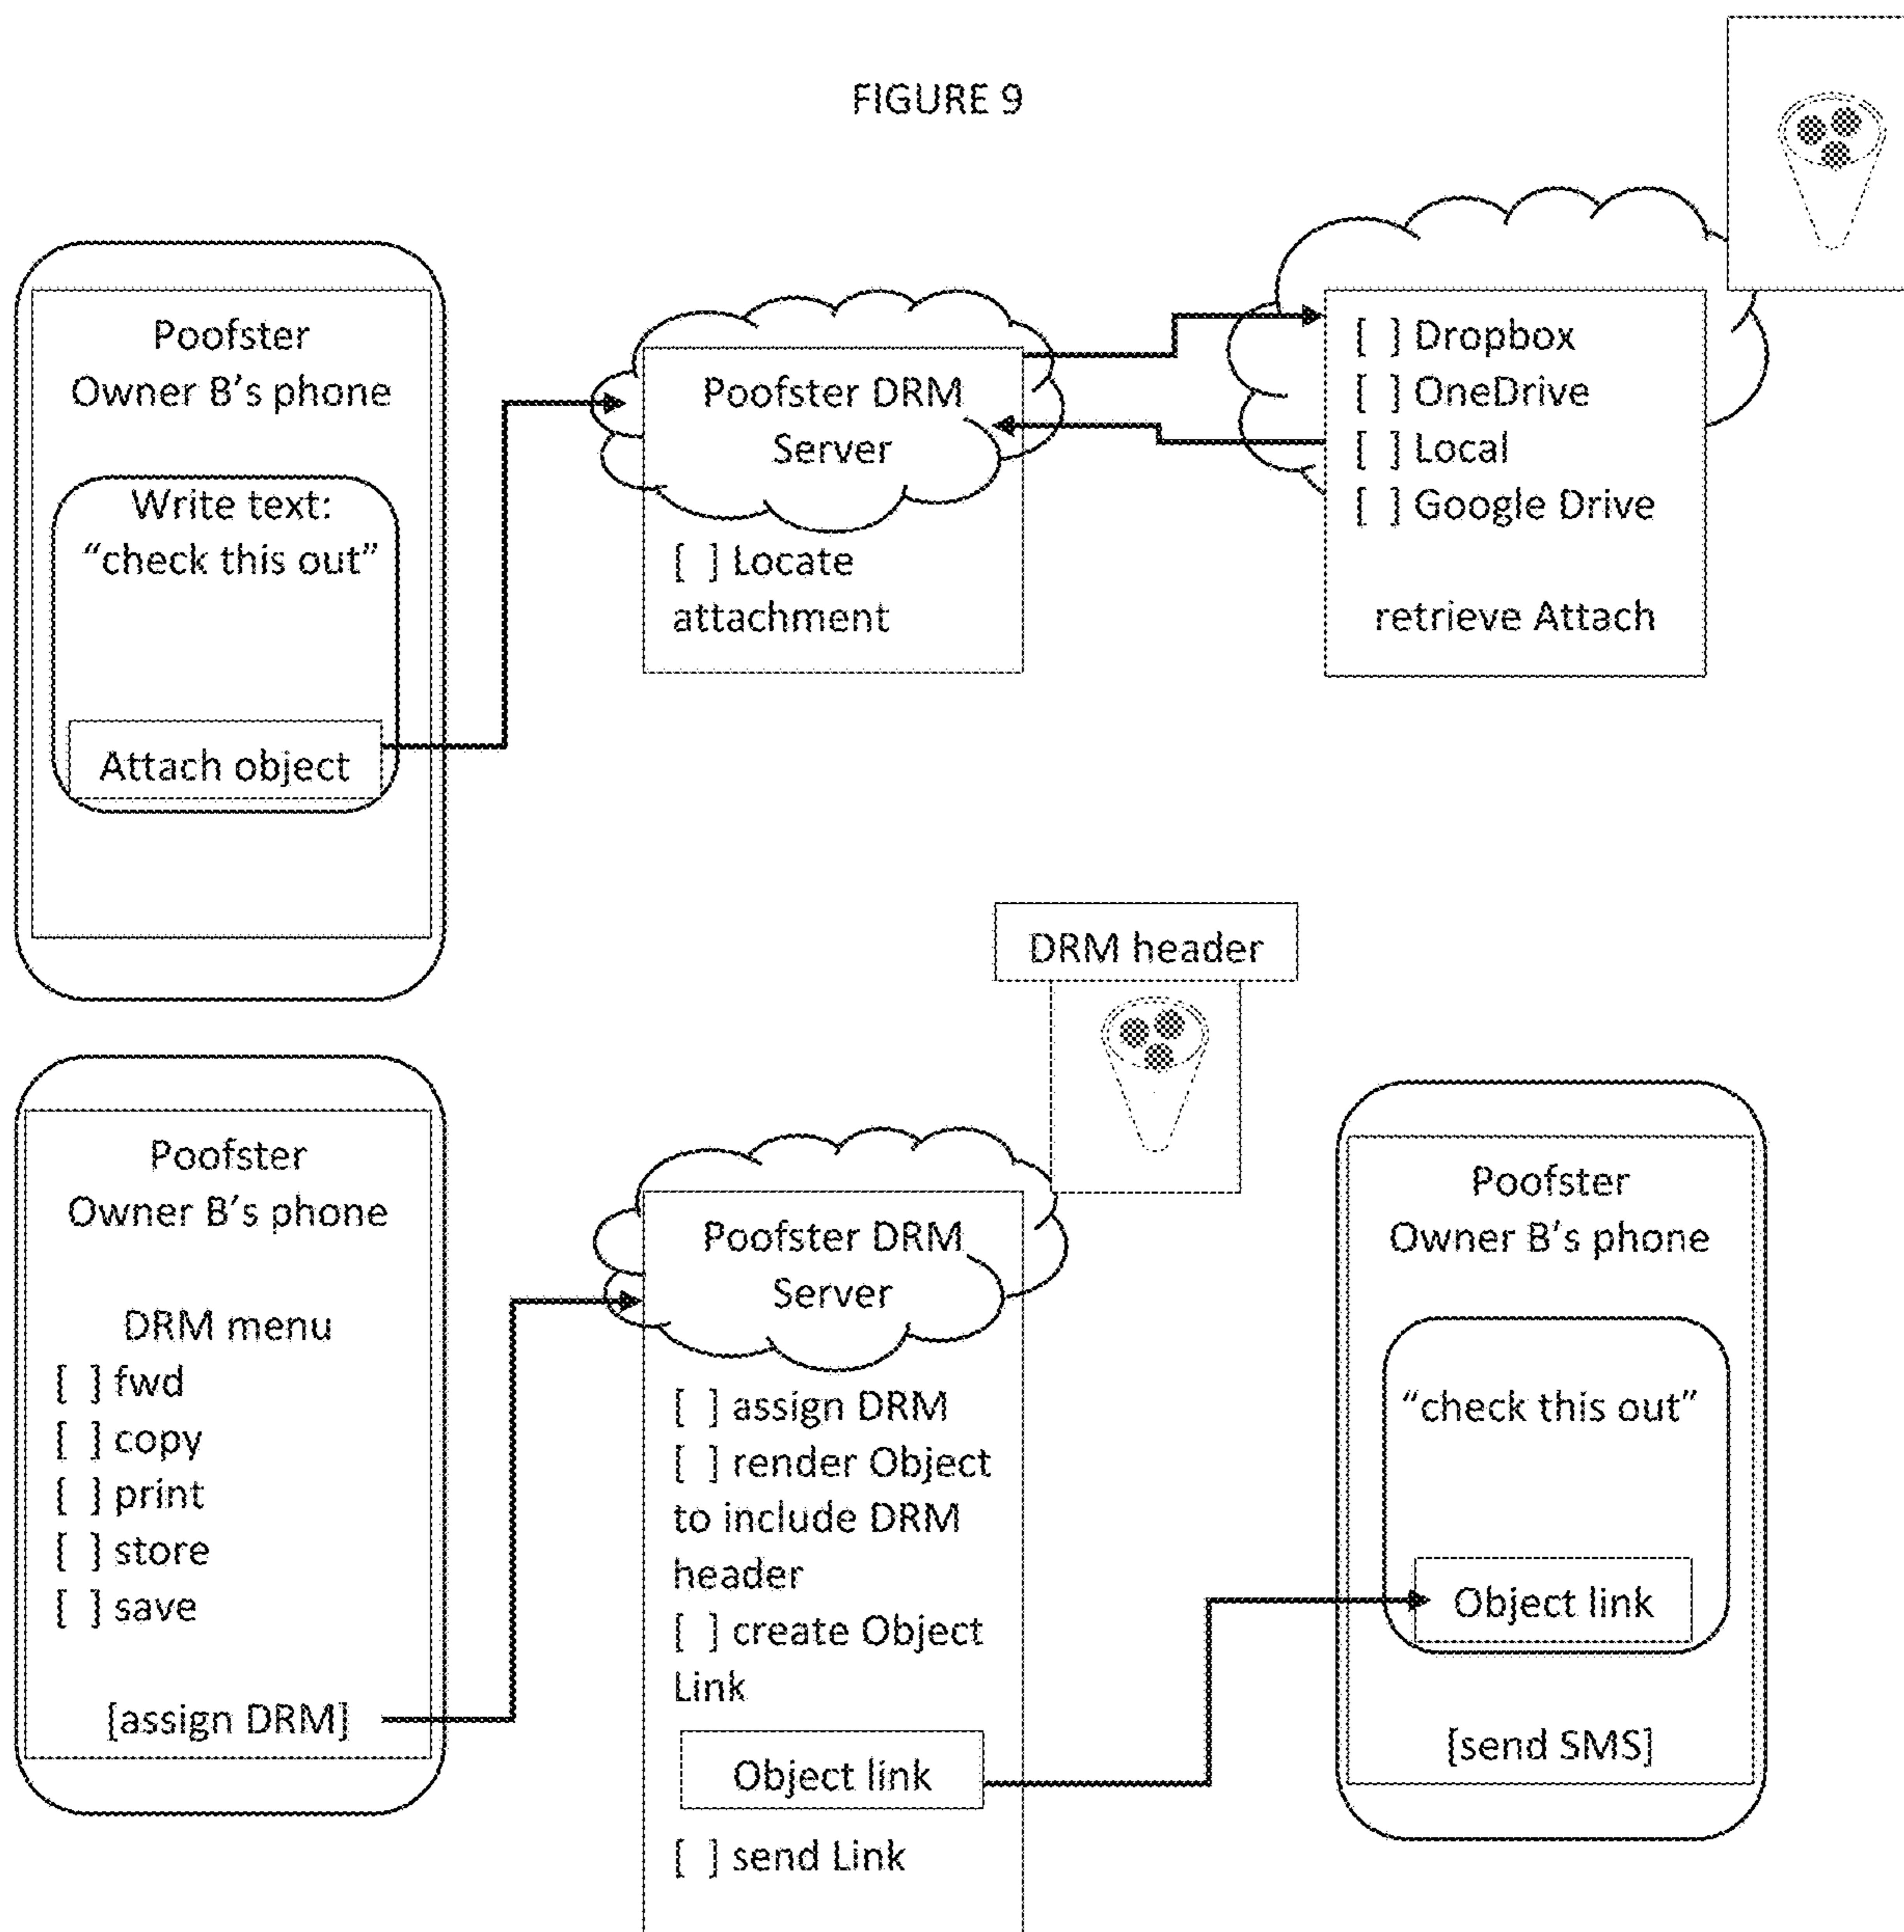 FIGURE 9
Poofster
Owner B's phone
Write text:
“check this out”
Attach object
Poofster DRM
Server
[ ] Locate
attachment
[ ] Dropbox
[ ] OneDrive
[ ] Local
[ ] Google Drive
retrieve Attach
Poofster
Owner B's phone
DRM menu
[ ] fwd
[ ] copy
[ ] print
[ ] store
[ ] save
[assign DRM]
DRM header
Poofster DRM
Server
[ ] assign DRM
[ ] render Object
to include DRM
header
[ ] create Object
Link
Object link
[ ] send Link
Poofster
Owner B's phone
“check this out”
Object link
[send SMS]